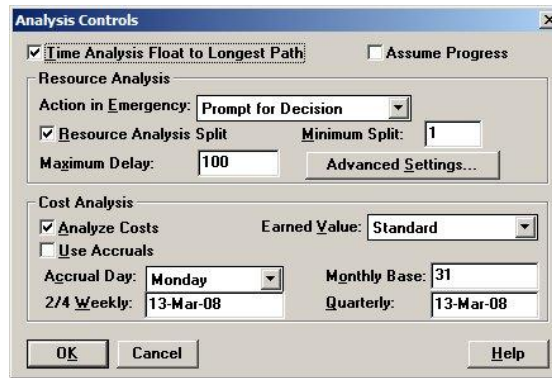 Analysis Controls
Time Analysis Float to Longest Path Assume Progress
Resource Analysis
Action in Emergency: Prompt for Decision
Resource Analysis Split Minimum Split: 1
Maximum Delay: 100 Advanced Settings...
Cost Analysis
Analyze Costs Earned Value: Standard
Use Accruals
Accrual Day: Monday Monthly Base: 31
2/4 Weekly: 13-Mar-08 Quarterly: 13-Mar-08
OK Cancel Help